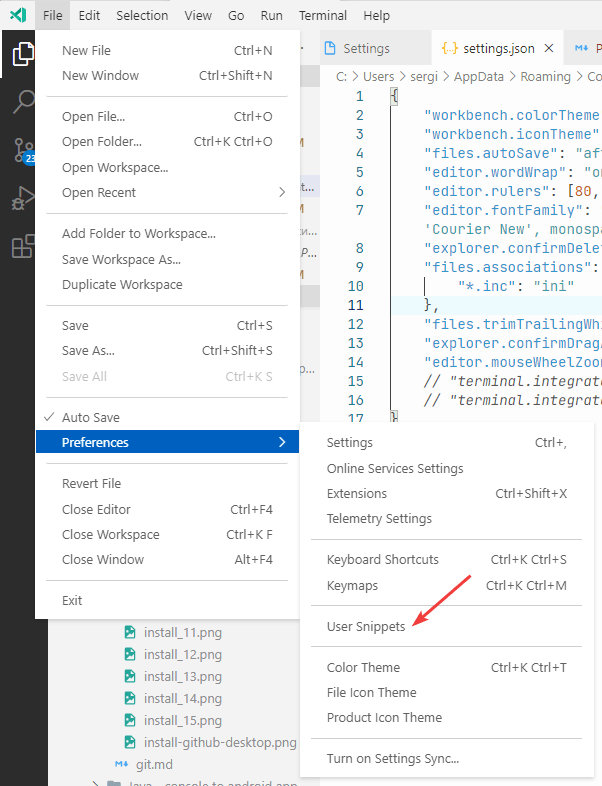 File Edit Selection View Go Run Terminal Help
New File Ctrl+N
New Window Ctrl+Shift+N
Open File... Ctrl+O
Open Folder... Ctrl+K Ctrl+O
Open Workspace...
Open Recent
Add Folder to Workspace...
Save Workspace As...
Duplicate Workspace
Save Ctrl+S
Save As... Ctrl+Shift+S
Save All Ctrl+K S
Auto Save
Preferences
Revert File
Close Editor Ctrl+F4
Close Workspace Ctrl+K F
Close Window Alt+F4
Exit
23
Settings {..} settings.json
C: > Users > sergi > AppData > Roaming > Co
1 {
2 "workbench.colorTheme
3 "workbench.iconTheme"
4 "files.autoSave": "af
5 "editor.wordWrap": "o
6 "editor.rulers": [80,
7 "editor.fontFamily":
'Courier New', monospa
8 "explorer.confirmDele
9 "files.associations":
10 "*.inc": "ini"
11 },
12 "files.trimTrailingWhi
13 "explorer.confirmDrag
14 "editor.mouseWheelZoo
15 // "terminal.integrat
16 // "terminal.integrat
17 }
Settings Ctrl+,
Online Services Settings
Extensions Ctrl+Shift+X
Telemetry Settings
Keyboard Shortcuts Ctrl+K Ctrl+S
Keymaps Ctrl+K Ctrl+M
User Snippets
Color Theme Ctrl+K Ctrl+T
File Icon Theme
Product Icon Theme
Turn on Settings Sync...
install_11.png
install_12.png
install_13.png
install_14.png
install_15.png
install-github-desktop.png
git.md